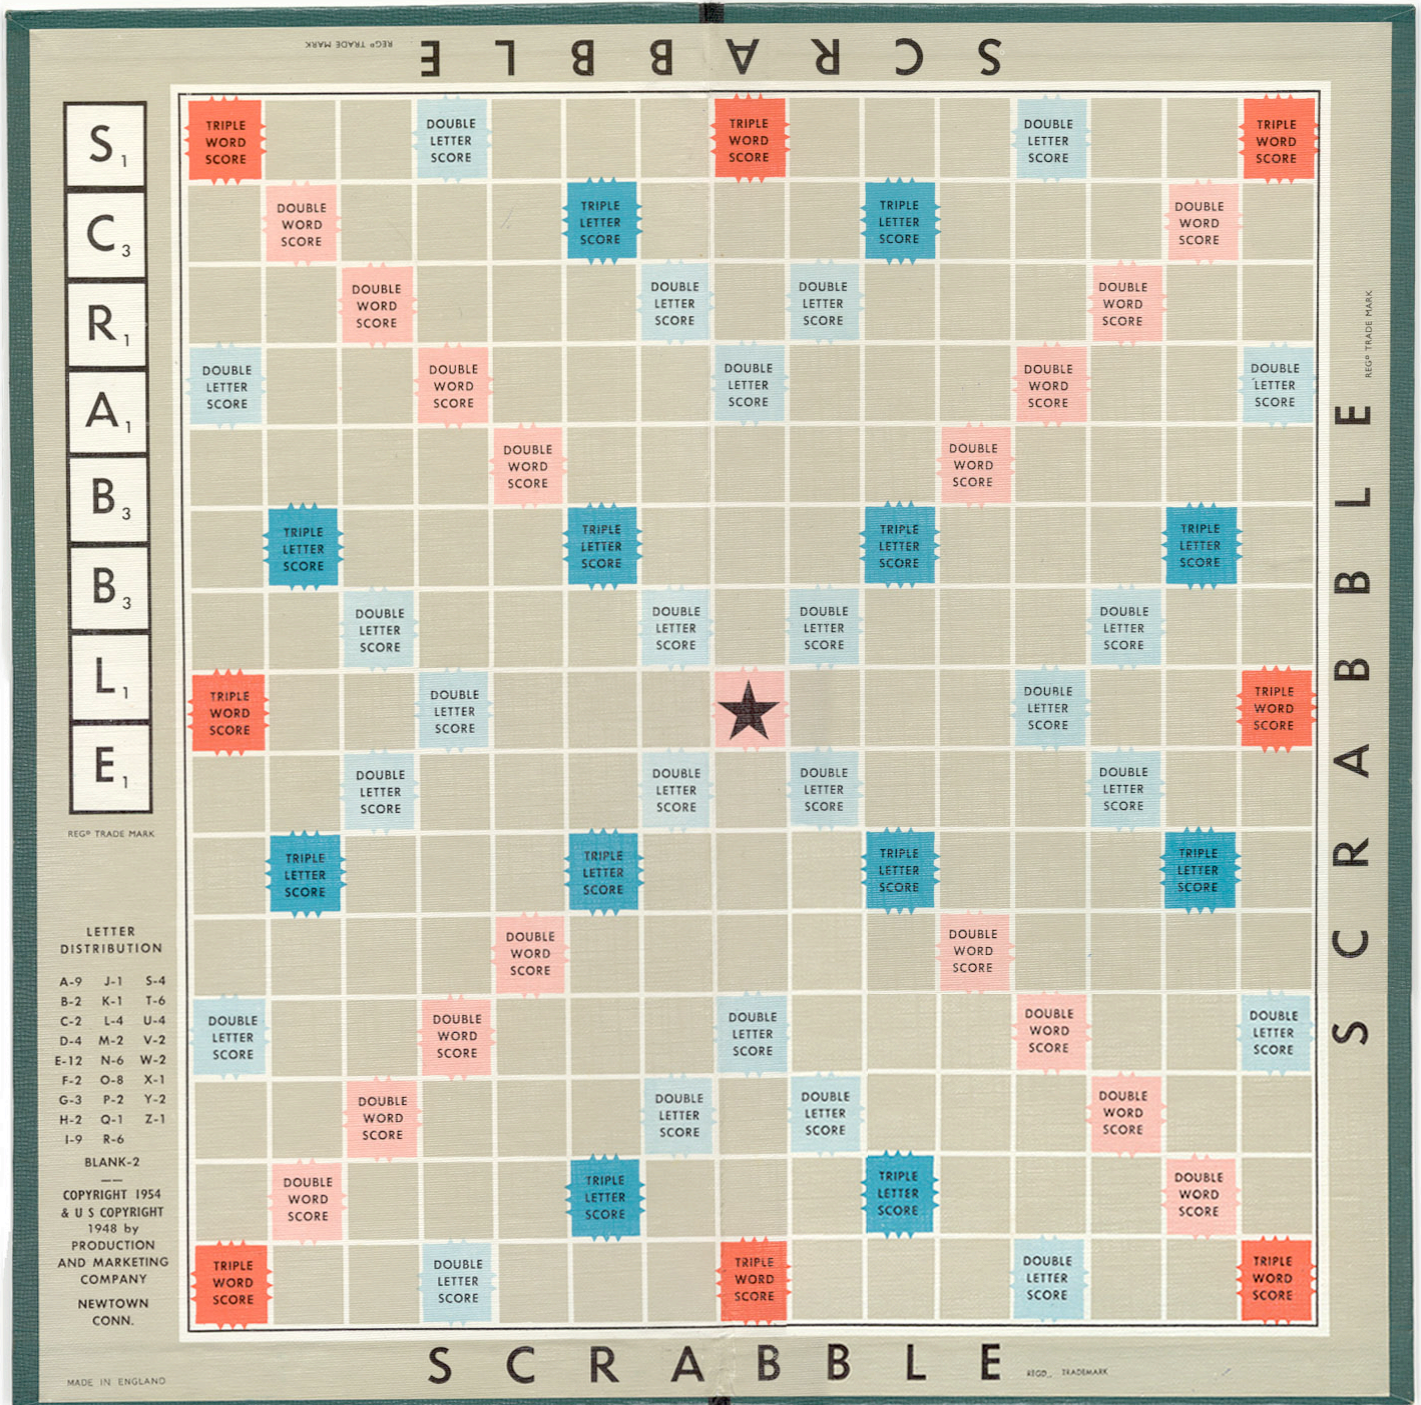 SCRABBLE
REGD TRADE MARK
S1
C3
R1
A1
B3
B3
L1
E1
REGD TRADE MARK
LETTER
DISTRIBUTION
A-9 J-1 S-4
B-2 K-1 T-6
C-2 L-4 U-4
D-4 M-2 V-2
E-12 N-6 W-2
F-2 O-8 X-1
G-3 P-2 Y-2
H-2 Q-1 Z-1
I-9 R-6
BLANK-2
COPYRIGHT 1954
& U S COPYRIGHT
1948 by
PRODUCTION
AND MARKETING
COMPANY
NEWTOWN
CONN.
MADE IN ENGLAND
TRIPLE DOUBLE TRIPLE DOUBLE TRIPLE
WORD LETTER WORD LETTER WORD
SCORE SCORE SCORE SCORE SCORE
DOUBLE TRIPLE TRIPLE DOUBLE
WORD LETTER LETTER WORD
SCORE SCORE SCORE SCORE
DOUBLE DOUBLE DOUBLE DOUBLE
WORD LETTER LETTER WORD
SCORE SCORE SCORE SCORE
DOUBLE DOUBLE DOUBLE DOUBLE DOUBLE
LETTER WORD LETTER WORD LETTER
SCORE SCORE SCORE SCORE SCORE
DOUBLE DOUBLE
WORD WORD
SCORE SCORE
TRIPLE TRIPLE TRIPLE TRIPLE
LETTER LETTER LETTER LETTER
SCORE SCORE SCORE SCORE
DOUBLE DOUBLE DOUBLE DOUBLE
LETTER LETTER LETTER LETTER
SCORE SCORE SCORE SCORE
TRIPLE DOUBLE DOUBLE TRIPLE
WORD LETTER LETTER WORD
SCORE SCORE SCORE SCORE
DOUBLE DOUBLE DOUBLE DOUBLE
LETTER LETTER LETTER LETTER
SCORE SCORE SCORE SCORE
TRIPLE TRIPLE TRIPLE TRIPLE
LETTER LETTER LETTER LETTER
SCORE SCORE SCORE SCORE
DOUBLE DOUBLE
WORD WORD
SCORE SCORE
DOUBLE DOUBLE DOUBLE DOUBLE DOUBLE
LETTER WORD LETTER WORD LETTER
SCORE SCORE SCORE SCORE SCORE
DOUBLE DOUBLE DOUBLE DOUBLE
WORD LETTER LETTER WORD
SCORE SCORE SCORE SCORE
DOUBLE TRIPLE TRIPLE DOUBLE
WORD LETTER LETTER WORD
SCORE SCORE SCORE SCORE
TRIPLE DOUBLE TRIPLE DOUBLE TRIPLE
WORD LETTER WORD LETTER WORD
SCORE SCORE SCORE SCORE SCORE
SCRABBLE
REGD TRADE MARK
SCRABBLE
REGD. TRADEMARK